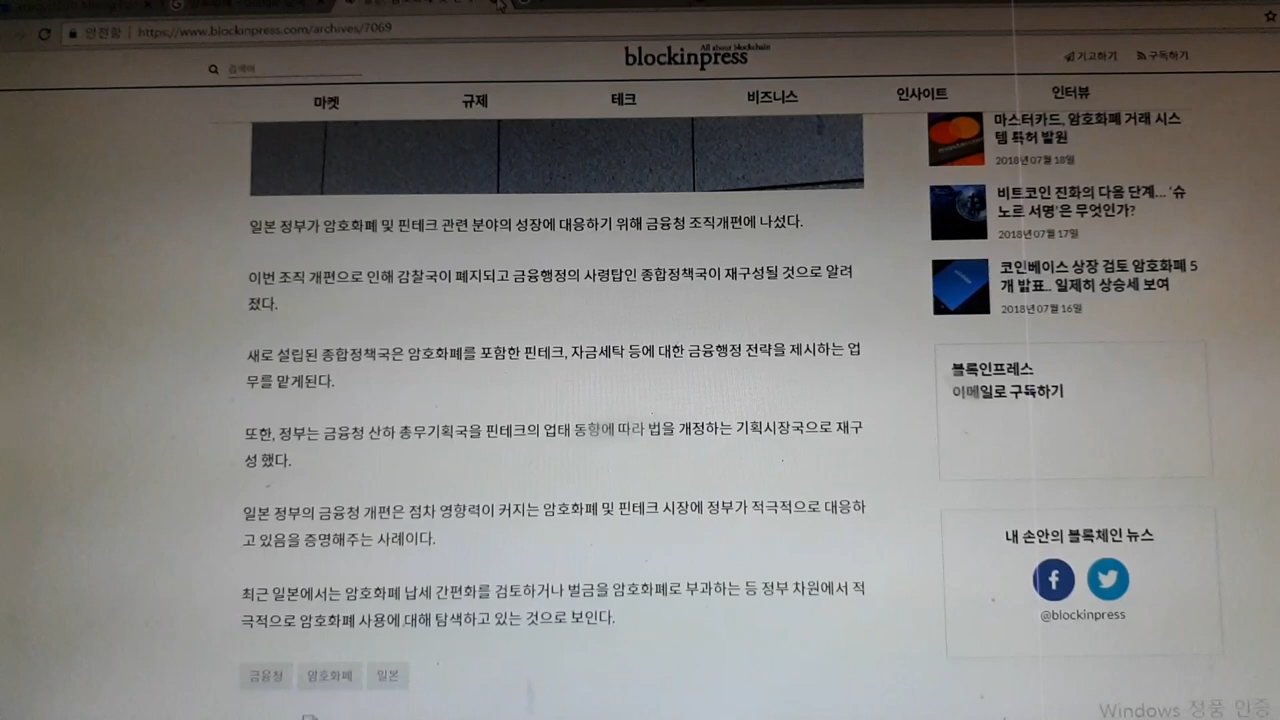 안전함 | https://www.blockinpress.com/archives/7069
All about blockchain
blockinpress
검색어
기고하기
구독하기
마켓
규제
테크
비즈니스
인사이트
인터뷰
일본 정부가 암호화폐 및 핀테크 관련 분야의 성장에 대응하기 위해 금융청 조직개편에 나섰다.
이번 조직 개편으로 인해 감찰국이 폐지되고 금융행정의 사령탑인 종합정책국이 재구성될 것으로 알려
졌다.
새로 설립된 종합정책국은 암호화폐를 포함한 핀테크, 자금세탁 등에 대한 금융행정 전략을 제시하는 업
무를 맡게된다.
또한, 정부는 금융청 산하 총무기획국을 핀테크의 업태 동향에 따라 법을 개정하는 기획시장국으로 재구
성 했다.
일본 정부의 금융청 개편은 점차 영향력이 커지는 암호화폐 및 핀테크 시장에 정부가 적극적으로 대응하
고 있음을 증명해주는 사례이다.
최근 일본에서는 암호화폐 납세 간편화를 검토하거나 벌금을 암호화폐로 부과하는 등 정부 차원에서 적
극적으로 암호화폐 사용에 대해 탐색하고 있는 것으로 보인다.
금융청
암호화폐
일본
마스터카드, 암호화폐 거래 시스
템 특허 발원
2018년 07월 18일
비트코인 진화의 다음 단계... '슈
노르 서명'은 무엇인가?
2018년 07월 17일
코인베이스 상장 검토 암호화폐 5
개 발표.. 일제히 상승세 보여
2018년 07월 16일
블록인프레스
이메일로 구독하기
내 손안의 블록체인 뉴스
@blockinpress
Windows 정품 인증